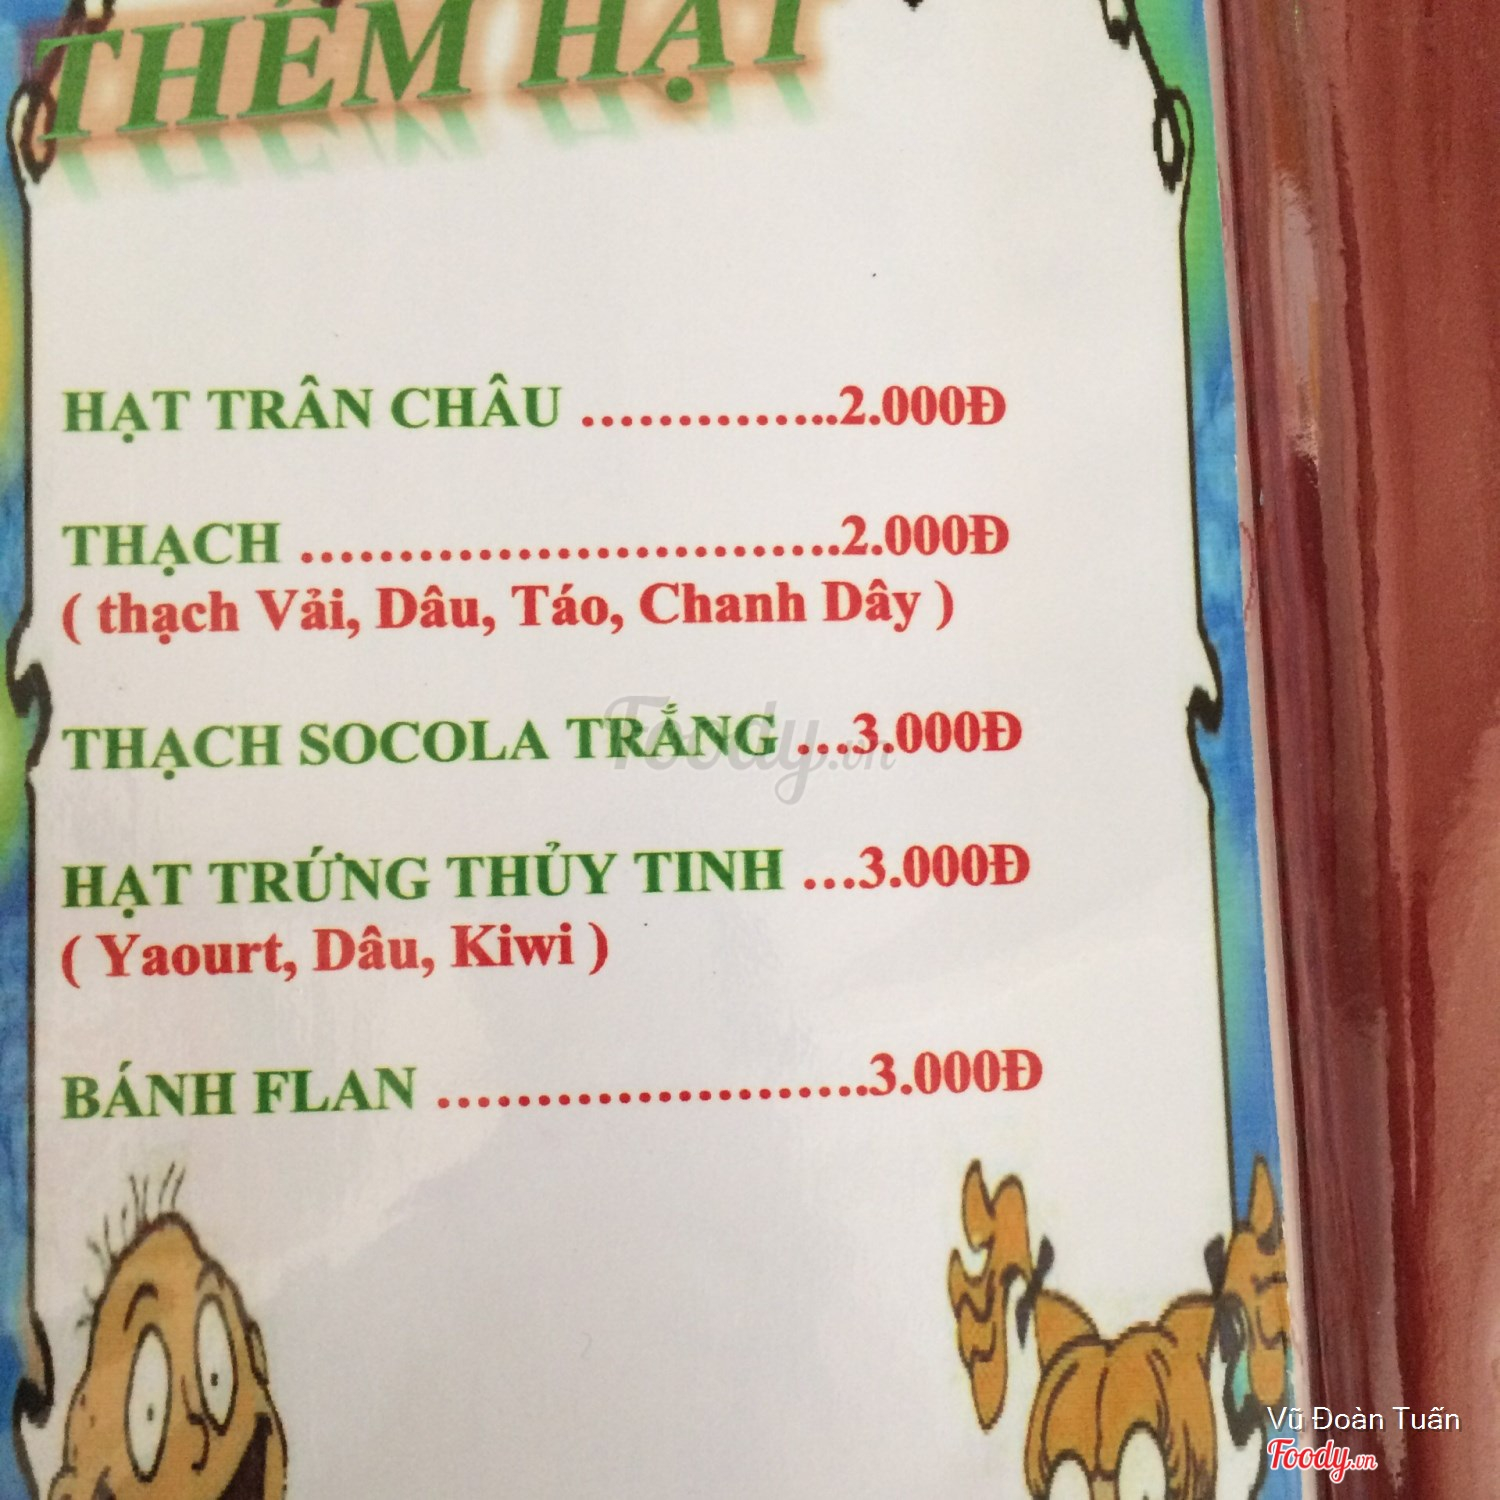 THÊM HẠT
HẠT TRÂN CHÂU ..............2.000Đ
THẠCH ............................2.000Đ
( thạch Vải, Dâu, Táo, Chanh Dây )
THẠCH SOCOLA TRẮNG ...3.000Đ
HẠT TRỨNG THỦY TINH ...3.000Đ
( Yaourt, Dâu, Kiwi )
BÁNH FLAN ......................3.000Đ
Foody.vn
Vũ Đoàn Tuấn
Foody.vn